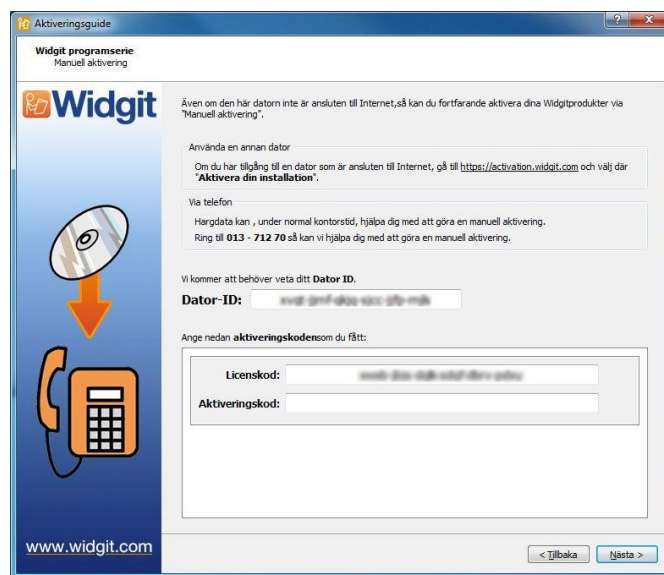 Aktiveringsguide
Widgit programserie
Manuell aktivering
Widgit
Även om den här datorn inte är ansluten till Internet,så kan du fortfarande aktivera dina Widgitprodukter via
"Manuell aktivering".
Använda en annan dator
Om du har tillgång till en dator som är ansluten till Internet, gå till https://activation.widgit.com och välj där
"Aktivera din installation".
Via telefon
Hargdata kan , under normal kontorstid, hjälpa dig med att göra en manuell aktivering.
Ring till 013 - 712 70 så kan vi hjälpa dig med att göra en manuell aktivering.
Vi kommer att behöver veta ditt Dator ID.
Dator-ID:
Ange nedan aktiveringskodensom du fått:
Licenskod:
Aktiveringskod:
www.widgit.com
< Tillbaka
Nästa >